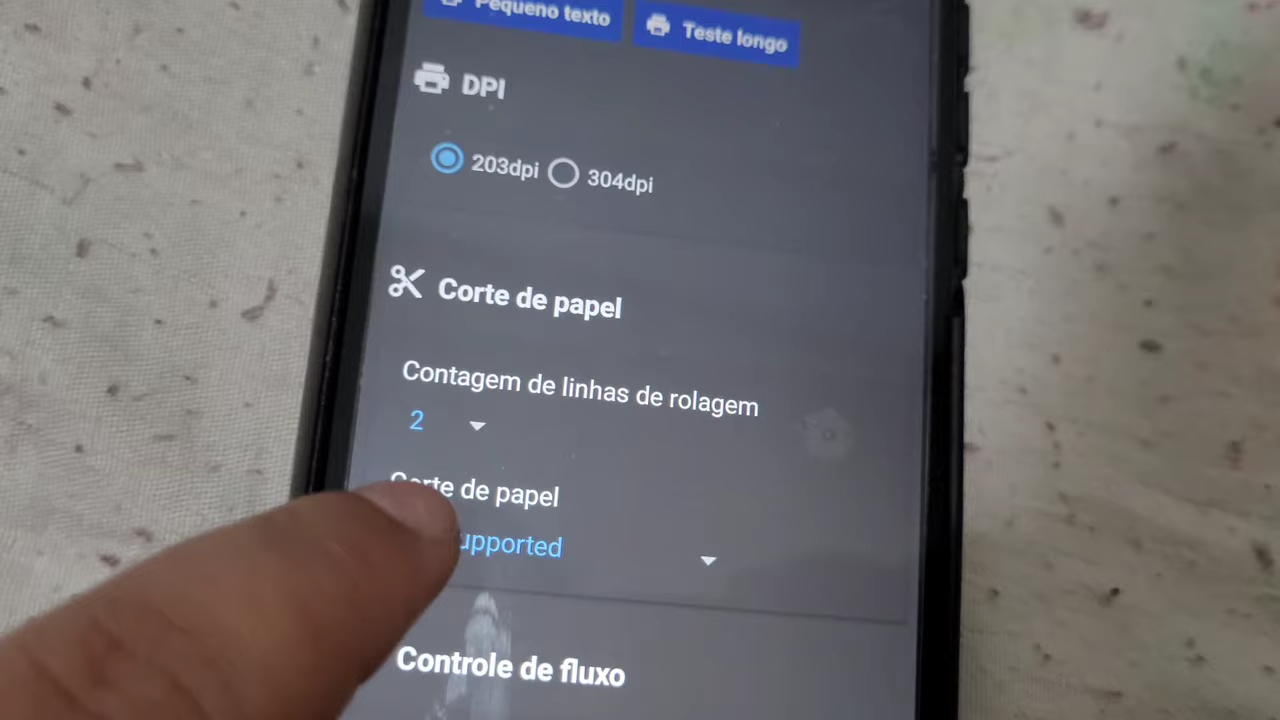 Pequeno texto
Teste longo
DPI
203dpi
304dpi
Corte de papel
Contagem de linhas de rolagem
2
Corte de papel
upported
Controle de fluxo